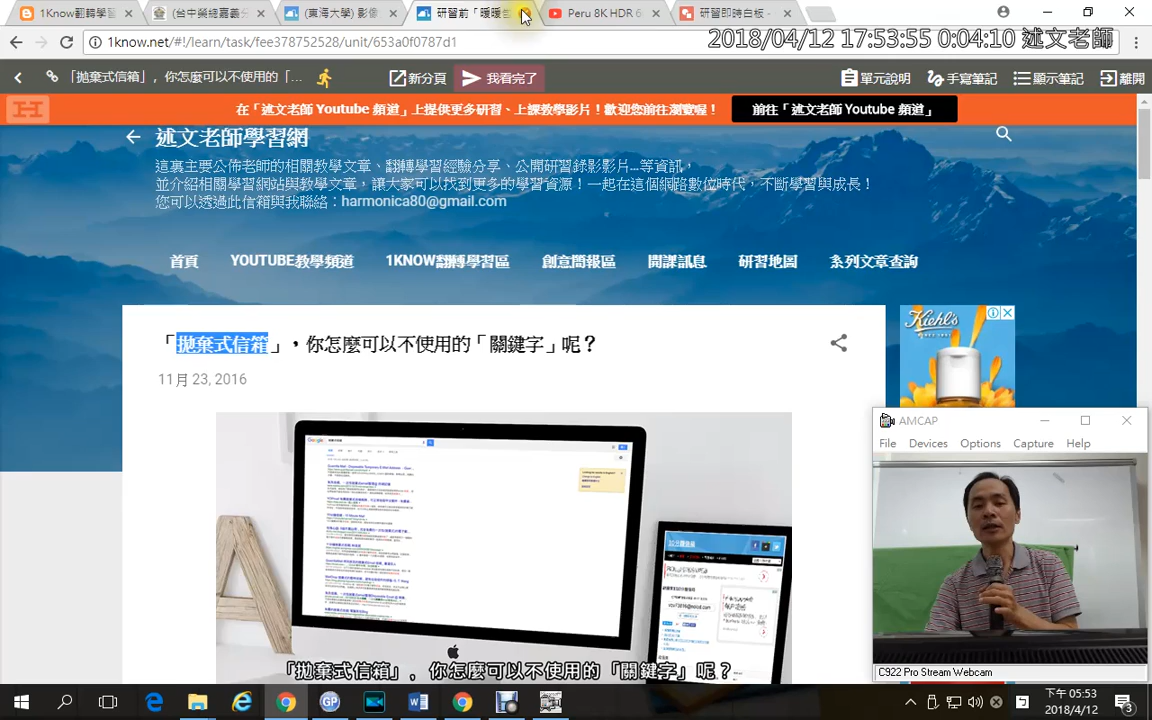 1Know翻轉學習
(台中榮總嘉義分
(東海大學) 影像
研習前「暖暖
Peru 8K HDR 6
研習即時白板 -
1know.net/#!/learn/task/fee378752528/unit/653a0f0787d1
2018/04/12 17:53:55 0:04:10 述文老師
「拋棄式信箱」, 你怎麼可以不使用的「...
新分頁
我看完了
單元說明
手寫筆記
顯示筆記
離開
在「述文老師 Youtube 頻道」上提供更多研習、上課教學影片！歡迎您前往瀏覽喔！
前往「述文老師 Youtube 頻道」
述文老師學習網
這裏主要公佈老師的相關教學文章、翻轉學習經驗分享、公開研習錄影影片...等資訊，
並介紹相關學習網站與教學文章，讓大家可以找到更多的學習資源！一起在這個網路數位時代，不斷學習與成長！
您可以透過此信箱與我聯絡：harmonica80@gmail.com
首頁
YOUTUBE教學頻道
1KNOW翻轉學習區
創意簡報區
開課訊息
研習地圖
系列文章查詢
「拋棄式信箱」，你怎麼可以不使用的「關鍵字」呢？
11月 23, 2016
Kiehl's
Google
AMCAP
File Devices Options Capture Help
C922 Pro Stream Webcam
「拋棄式信箱」, 你怎麼可以不使用的「關鍵字」呢？
下午 05:53
2018/4/12
3